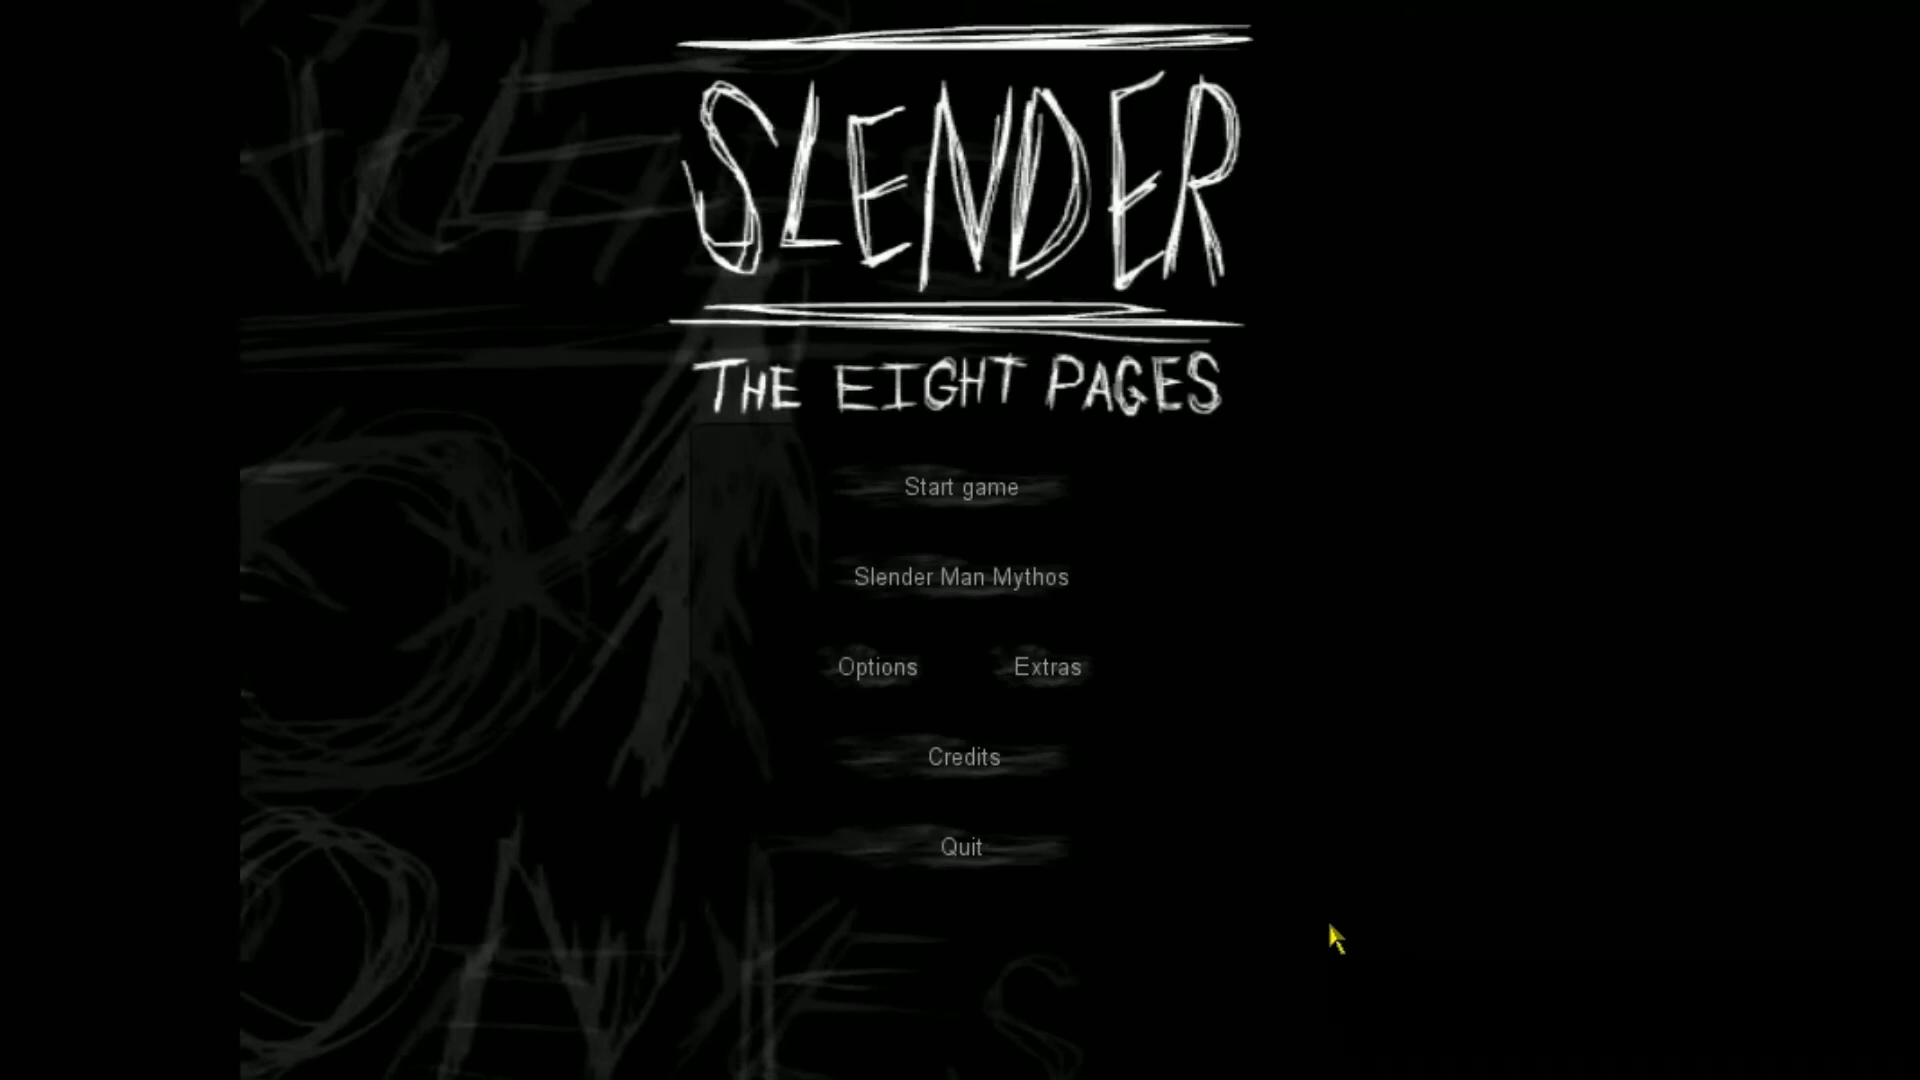 SLENDER
THE EIGHT PAGES
Start game
Slender Man Mythos
Options Extras
Credits
Quit